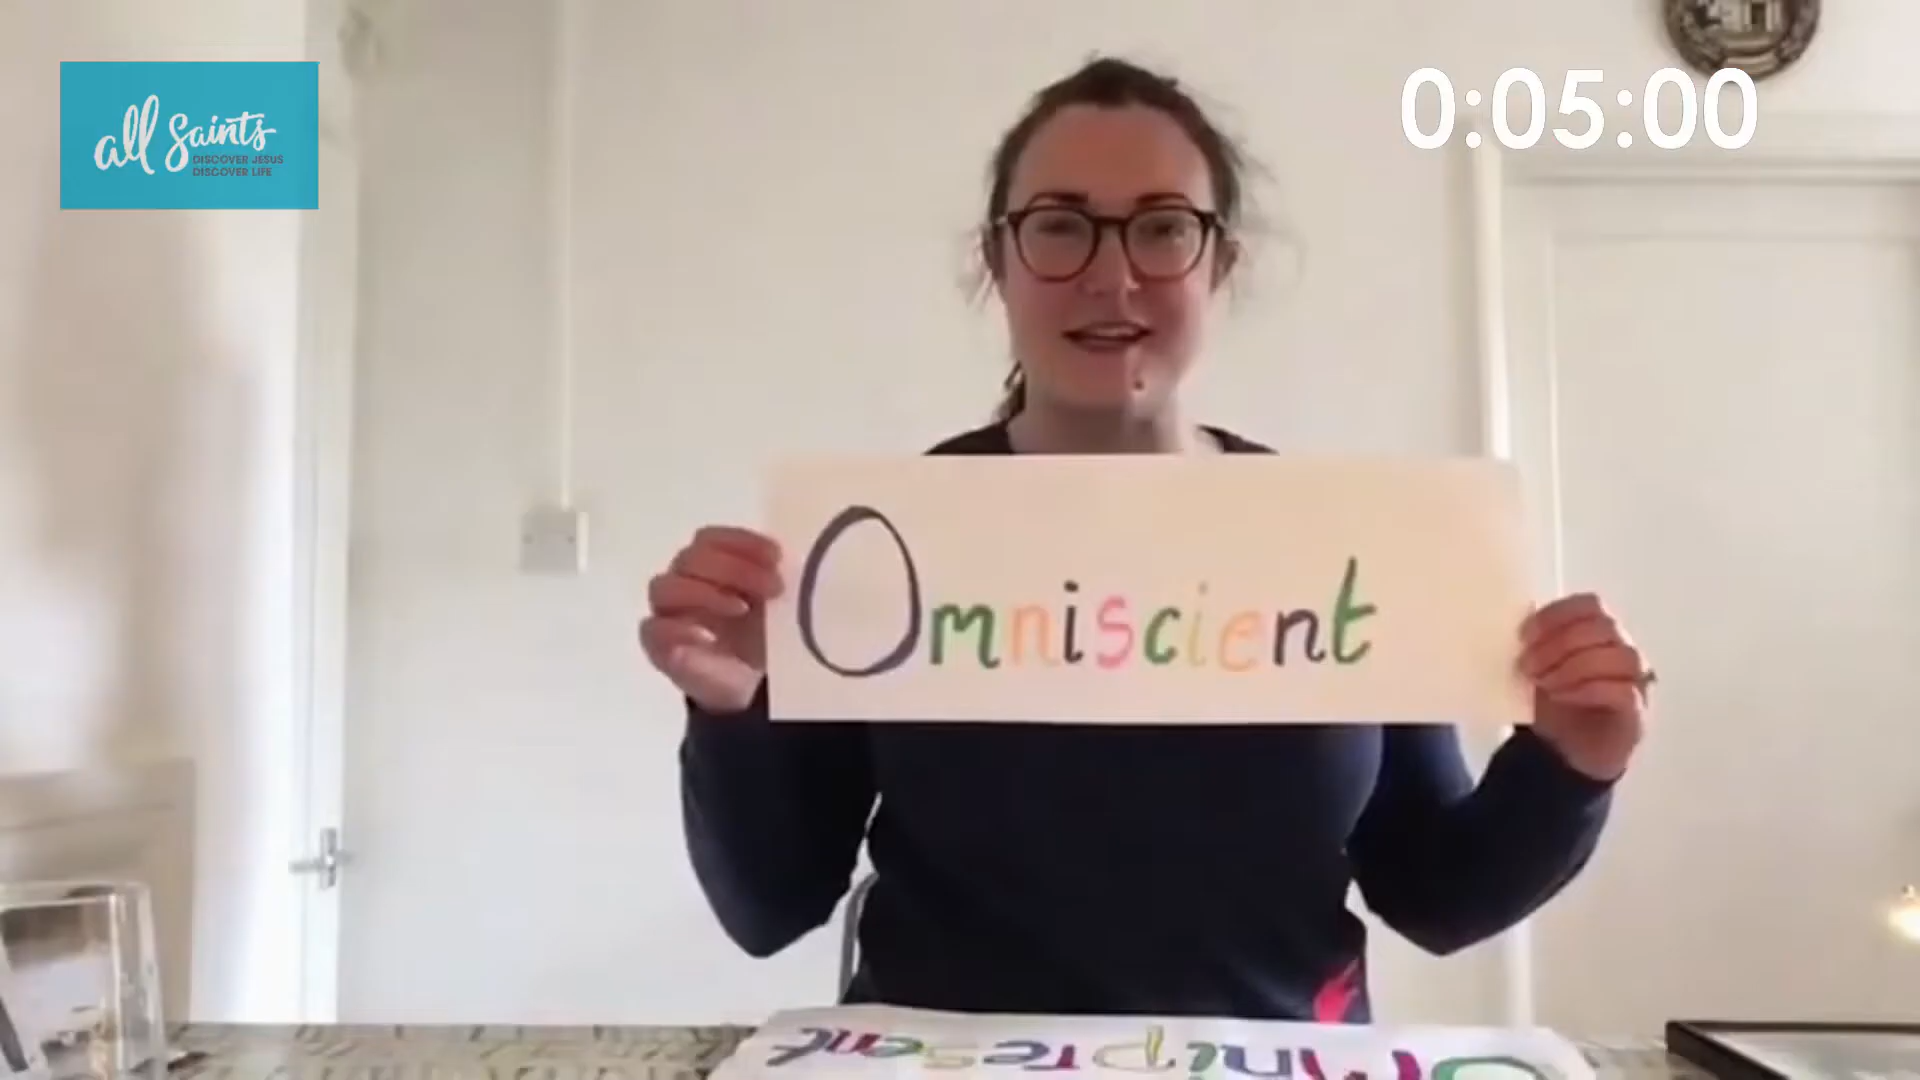 all Saints
DISCOVER JESUS
DISCOVER LIFE
0:05:00
Omniscient
Omnipresent